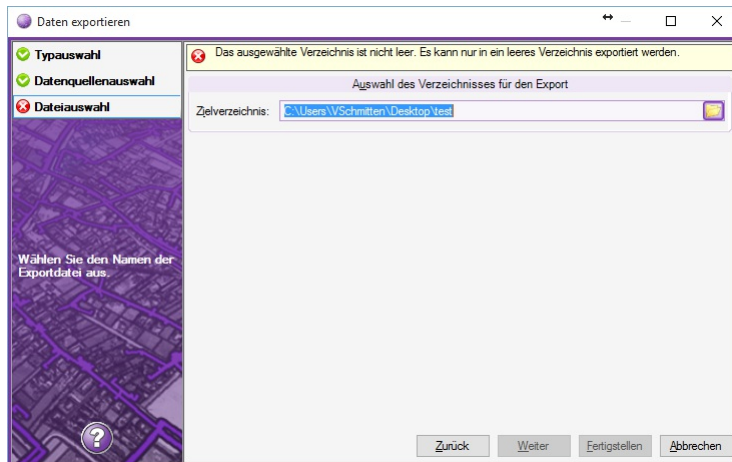 Daten exportieren
Typauswahl
Datenquellenauswahl
Dateiauswahl
Wählen Sie den Namen der
Exportdatei aus.
Das ausgewählte Verzeichnis ist nicht leer. Es kann nur in ein leeres Verzeichnis exportiert werden.
Auswahl des Verzeichnisses für den Export
Zielverzeichnis: C:\Users\VSchmitten\Desktop\test
?
Zurück Weiter Fertigstellen Abbrechen